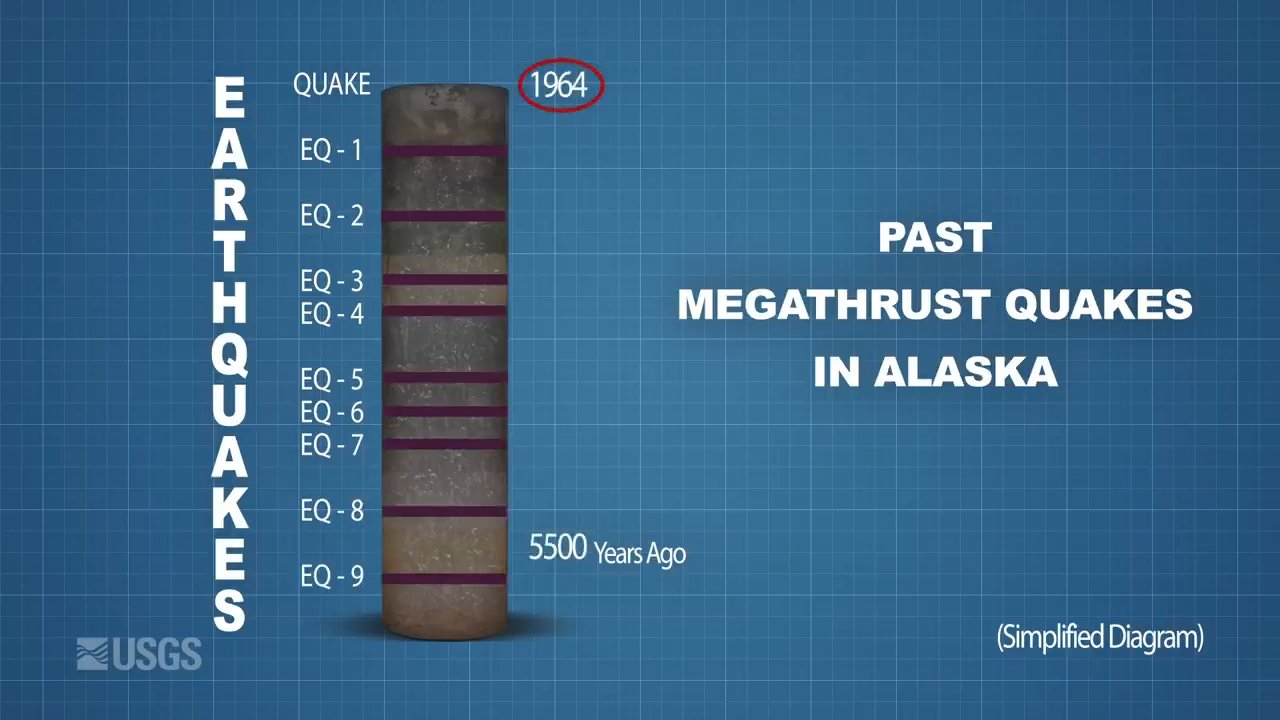 EARTHQUAKES
QUAKE
1964
EQ - 1
EQ - 2
EQ - 3
EQ - 4
EQ - 5
EQ - 6
EQ - 7
EQ - 8
EQ - 9
5500 Years Ago
PAST
MEGATHRUST QUAKES
IN ALASKA
(Simplified Diagram)
USGS